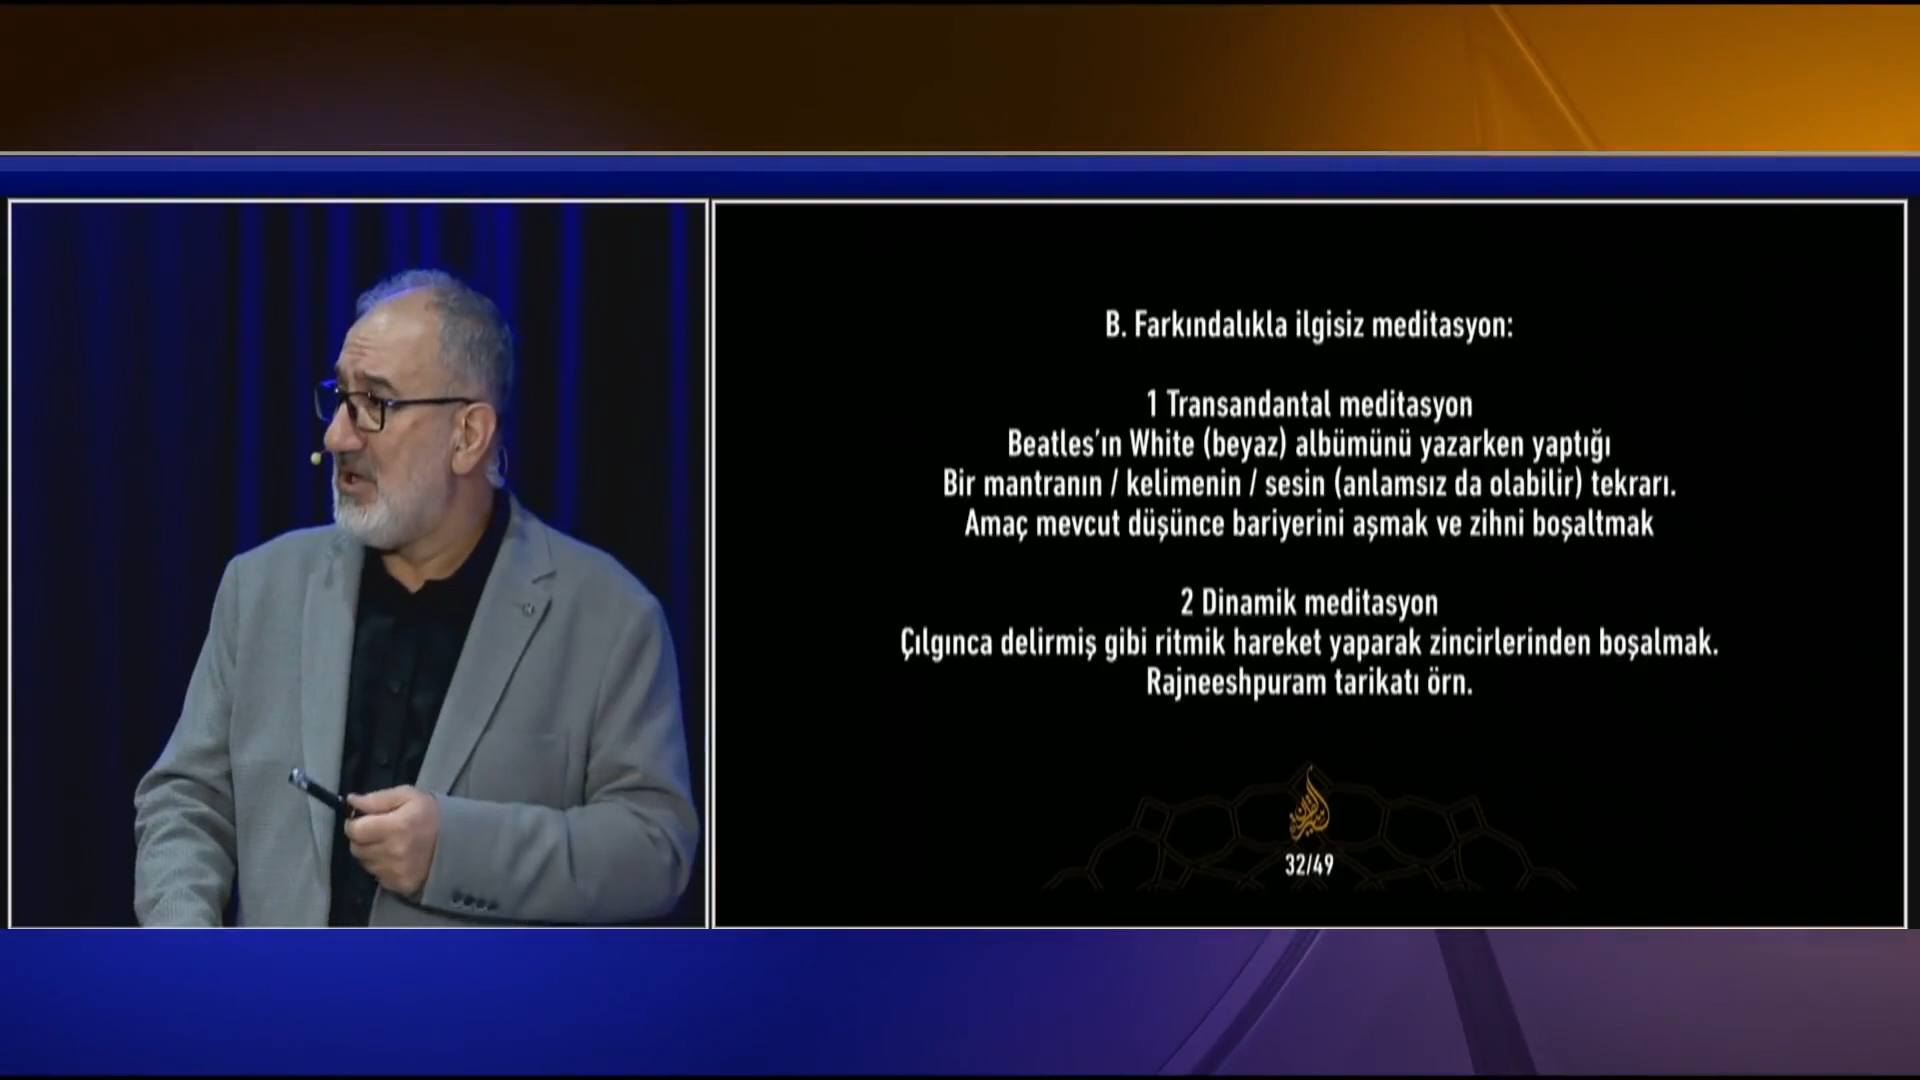 B. Farkındalıkla ilgisiz meditasyon:
1 Transandantal meditasyon
Beatles'ın White (beyaz) albümünü yazarken yaptığı
Bir mantranın / kelimenin / sesin (anlamsız da olabilir) tekrarı.
Amaç mevcut düşünce bariyerini aşmak ve zihni boşaltmak
2 Dinamik meditasyon
Çılgınca delirmiş gibi ritmik hareket yaparak zincirlerinden boşalmak.
Rajneeshpuram tarikatı örn.
32/49